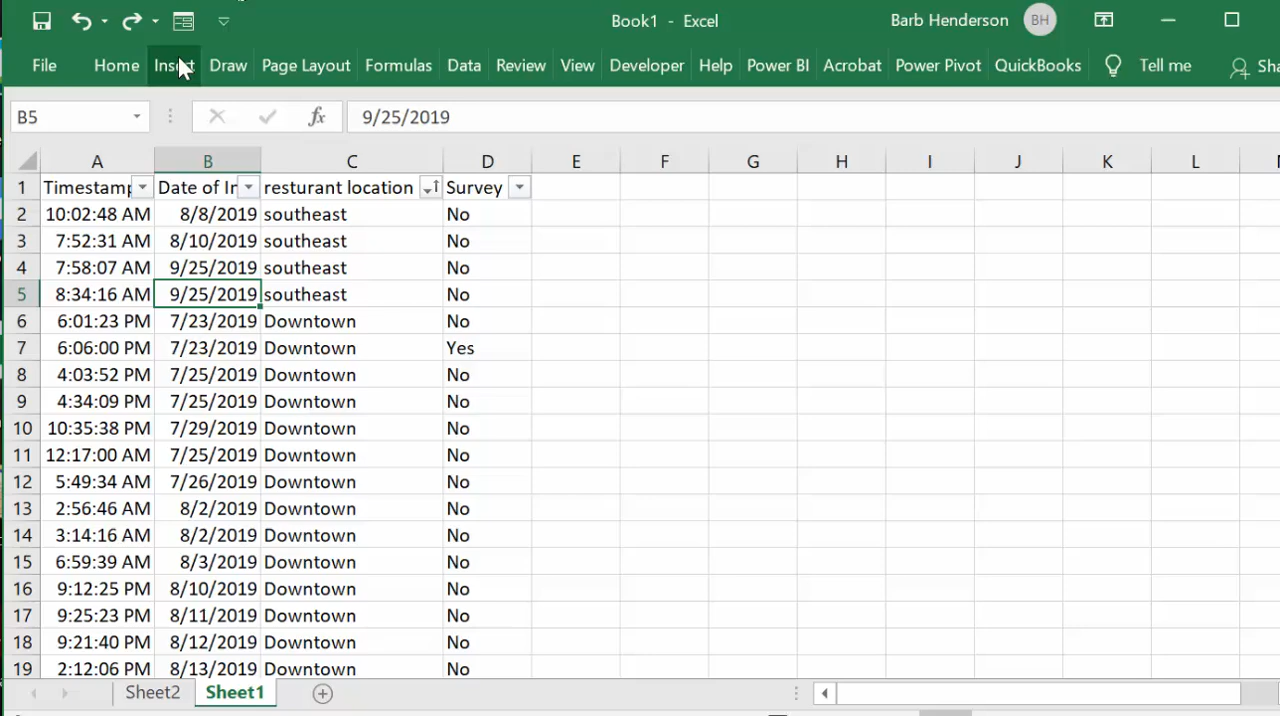 Book1 - Excel Barb Henderson BH
File Home Insert Draw Page Layout Formulas Data Review View Developer Help Power BI Acrobat Power Pivot QuickBooks Tell me
B5 fx 9/25/2019
A B C D E F G H I J K L
1 Timestamp Date of In resturant location Survey
2 10:02:48 AM 8/8/2019 southeast No
3 7:52:31 AM 8/10/2019 southeast No
4 7:58:07 AM 9/25/2019 southeast No
5 8:34:16 AM 9/25/2019 southeast No
6 6:01:23 PM 7/23/2019 Downtown No
7 6:06:00 PM 7/23/2019 Downtown Yes
8 4:03:52 PM 7/25/2019 Downtown No
9 4:34:09 PM 7/25/2019 Downtown No
10 10:35:38 PM 7/29/2019 Downtown No
11 12:17:00 AM 7/25/2019 Downtown No
12 5:49:34 AM 7/26/2019 Downtown No
13 2:56:46 AM 8/2/2019 Downtown No
14 3:14:16 AM 8/2/2019 Downtown No
15 6:59:39 AM 8/3/2019 Downtown No
16 9:12:25 PM 8/10/2019 Downtown No
17 9:25:23 PM 8/11/2019 Downtown No
18 9:21:40 PM 8/12/2019 Downtown No
19 2:12:06 PM 8/13/2019 Downtown No
Sheet2 Sheet1